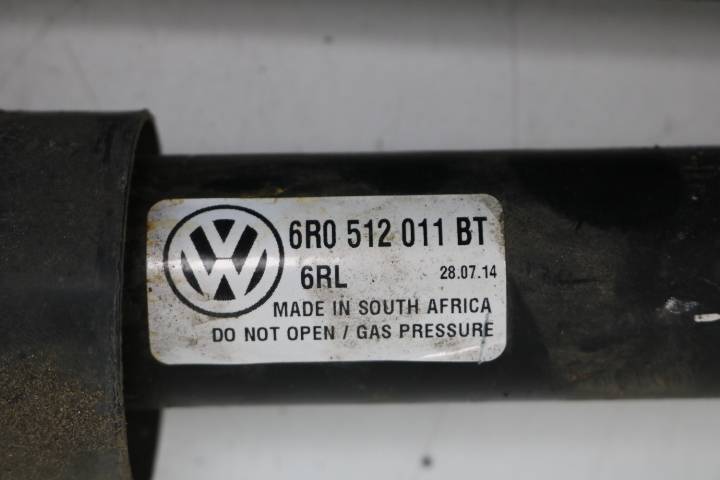 6R0 512 011 BT
6RL 28.07.14
MADE IN SOUTH AFRICA
DO NOT OPEN / GAS PRESSURE